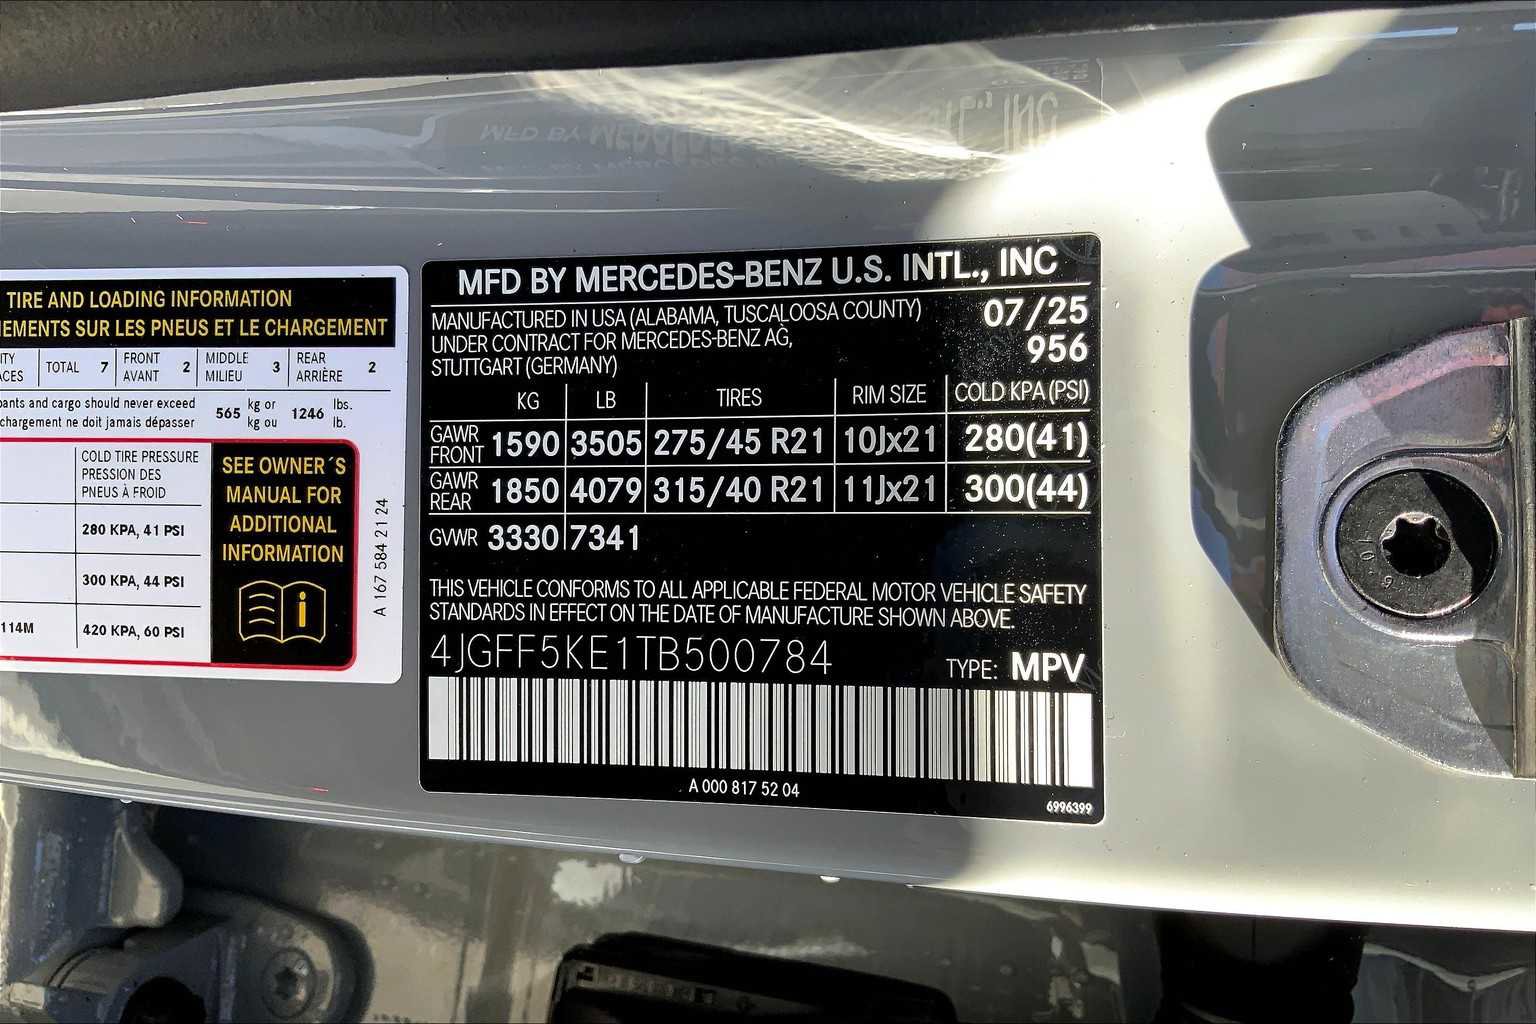 TIRE AND LOADING INFORMATION
EMENTS SUR LES PNEUS ET LE CHARGEMENT
ITY
ACES
TOTAL 7
FRONT
AVANT 2
MIDDLE
MILIEU 3
REAR
ARRIÈRE 2
pants and cargo should never exceed 565 kg or 1246 lbs.
chargement ne doit jamais dépasser kg ou lb.
COLD TIRE PRESSURE
PRESSION DES
PNEUS À FROID
280 KPA, 41 PSI
300 KPA, 44 PSI
114M 420 KPA, 60 PSI
SEE OWNER´S
MANUAL FOR
ADDITIONAL
INFORMATION
i
A 167 584 21 24
MFD BY MERCEDES-BENZ U.S. INTL., INC
MANUFACTURED IN USA (ALABAMA, TUSCALOOSA COUNTY) 07/25
UNDER CONTRACT FOR MERCEDES-BENZ AG, 956
STUTTGART (GERMANY)
KG LB TIRES RIM SIZE COLD KPA (PSI)
GAWR
FRONT 1590 3505 275/45 R21 10Jx21 280(41)
GAWR
REAR 1850 4079 315/40 R21 11Jx21 300(44)
GVWR 3330 7341
THIS VEHICLE CONFORMS TO ALL APPLICABLE FEDERAL MOTOR VEHICLE SAFETY
STANDARDS IN EFFECT ON THE DATE OF MANUFACTURE SHOWN ABOVE.
4JGFF5KE1TB500784 TYPE: MPV
A 000 817 52 04
6996399